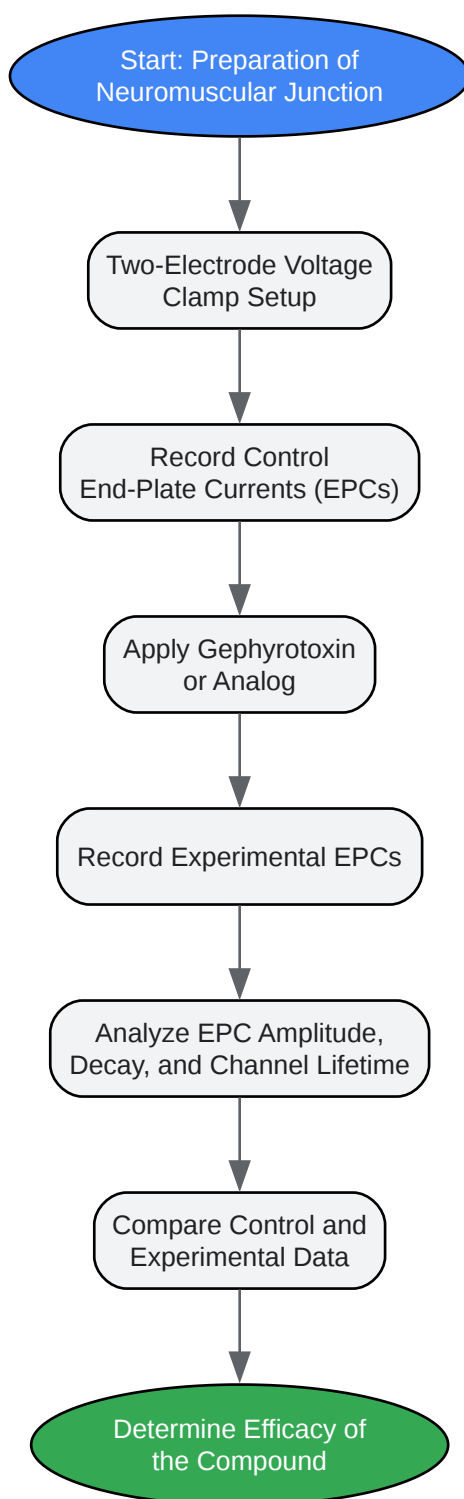 Start: Preparation of
Neuromuscular Junction
Two-Electrode Voltage
Clamp Setup
Record Control
End-Plate Currents (EPCs)
Apply Gephyrotoxin
or Analog
Record Experimental EPCs
Analyze EPC Amplitude,
Decay, and Channel Lifetime
Compare Control and
Experimental Data
Determine Efficacy of
the Compound